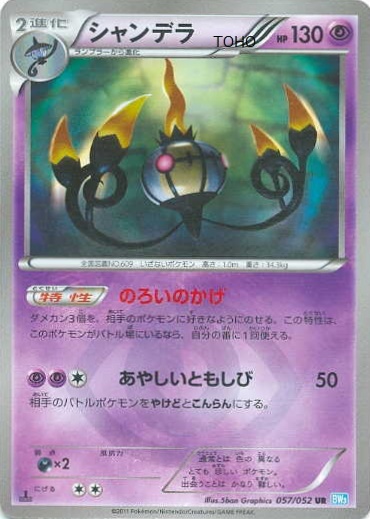 2進化
シャンデラ
TOHO
HP 130
ランプラーから進化
全国図鑑NO.609 いざないポケモン 高さ:1.0m 重さ:34.3kg
とくせい
特性 のろいのかげ
ダメカン3個を、相手のポケモンに好きなようにのせる。この特性は、
このポケモンがバトル場にいるなら、自分の番に1回使える。
あやしいともしび 50
相手のバトルポケモンをやけどとこんらんにする。
弱点 抵抗力
×2
にげる
通常とは 色の 異なる
とても 珍しい ポケモン。
出会うことは かなり 難しい。
Illus.5ban Graphics 057/052 UR BW3
©2011 Pokémon/Nintendo/Creatures/GAME FREAK.